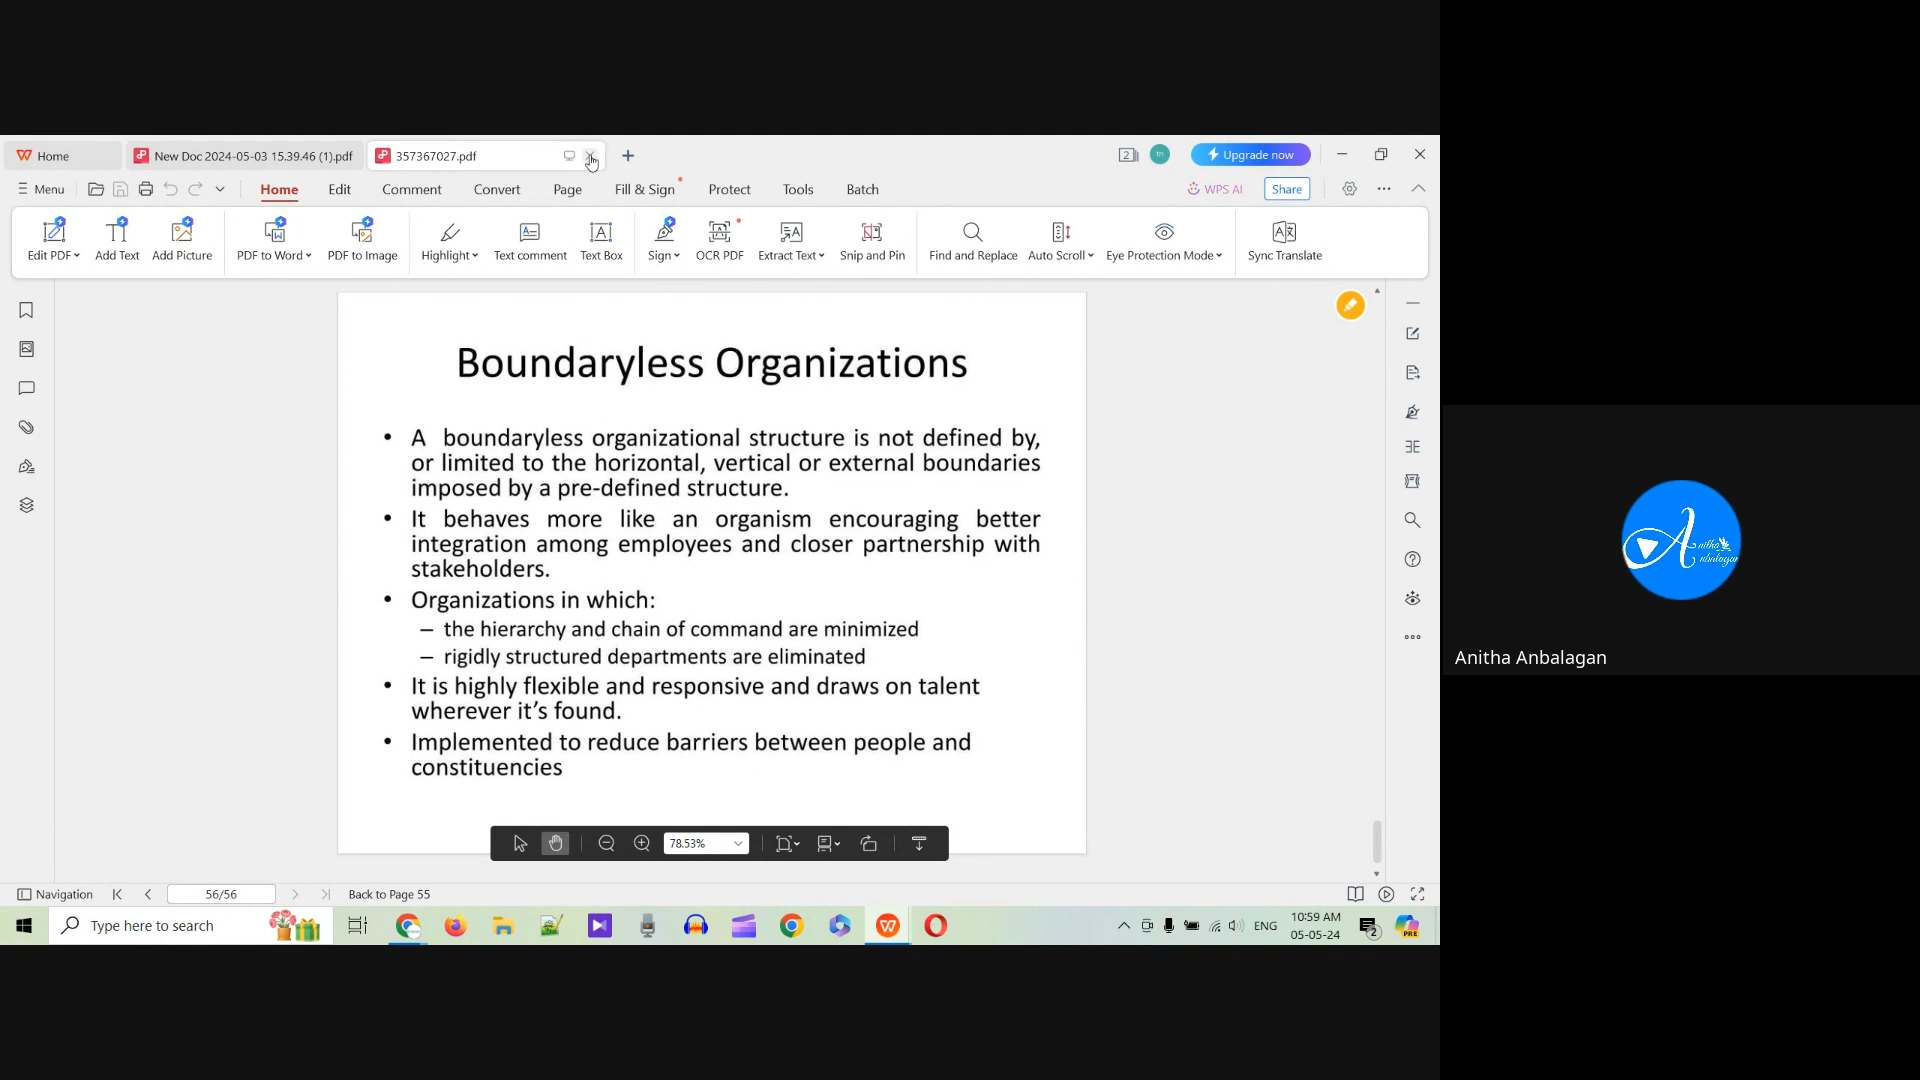 Home
New Doc 2024-05-03 15.39.46 (1).pdf
357367027.pdf
2
tn
Upgrade now
Menu
Home
Edit
Comment
Convert
Page
Fill & Sign
Protect
Tools
Batch
WPS AI
Share
Edit PDF
Add Text
Add Picture
PDF to Word
PDF to Image
Highlight
Text comment
Text Box
Sign
OCR PDF
Extract Text
Snip and Pin
Find and Replace
Auto Scroll
Eye Protection Mode
Sync Translate
Boundaryless Organizations
• A boundaryless organizational structure is not defined by,
or limited to the horizontal, vertical or external boundaries
imposed by a pre-defined structure.
• It behaves more like an organism encouraging better
integration among employees and closer partnership with
stakeholders.
• Organizations in which:
– the hierarchy and chain of command are minimized
– rigidly structured departments are eliminated
• It is highly flexible and responsive and draws on talent
wherever it's found.
• Implemented to reduce barriers between people and
constituencies
78.53%
Navigation
56/56
Back to Page 55
Type here to search
ENG
10:59 AM
05-05-24
2
PRE
Anitha
Anbalagan
Anitha Anbalagan